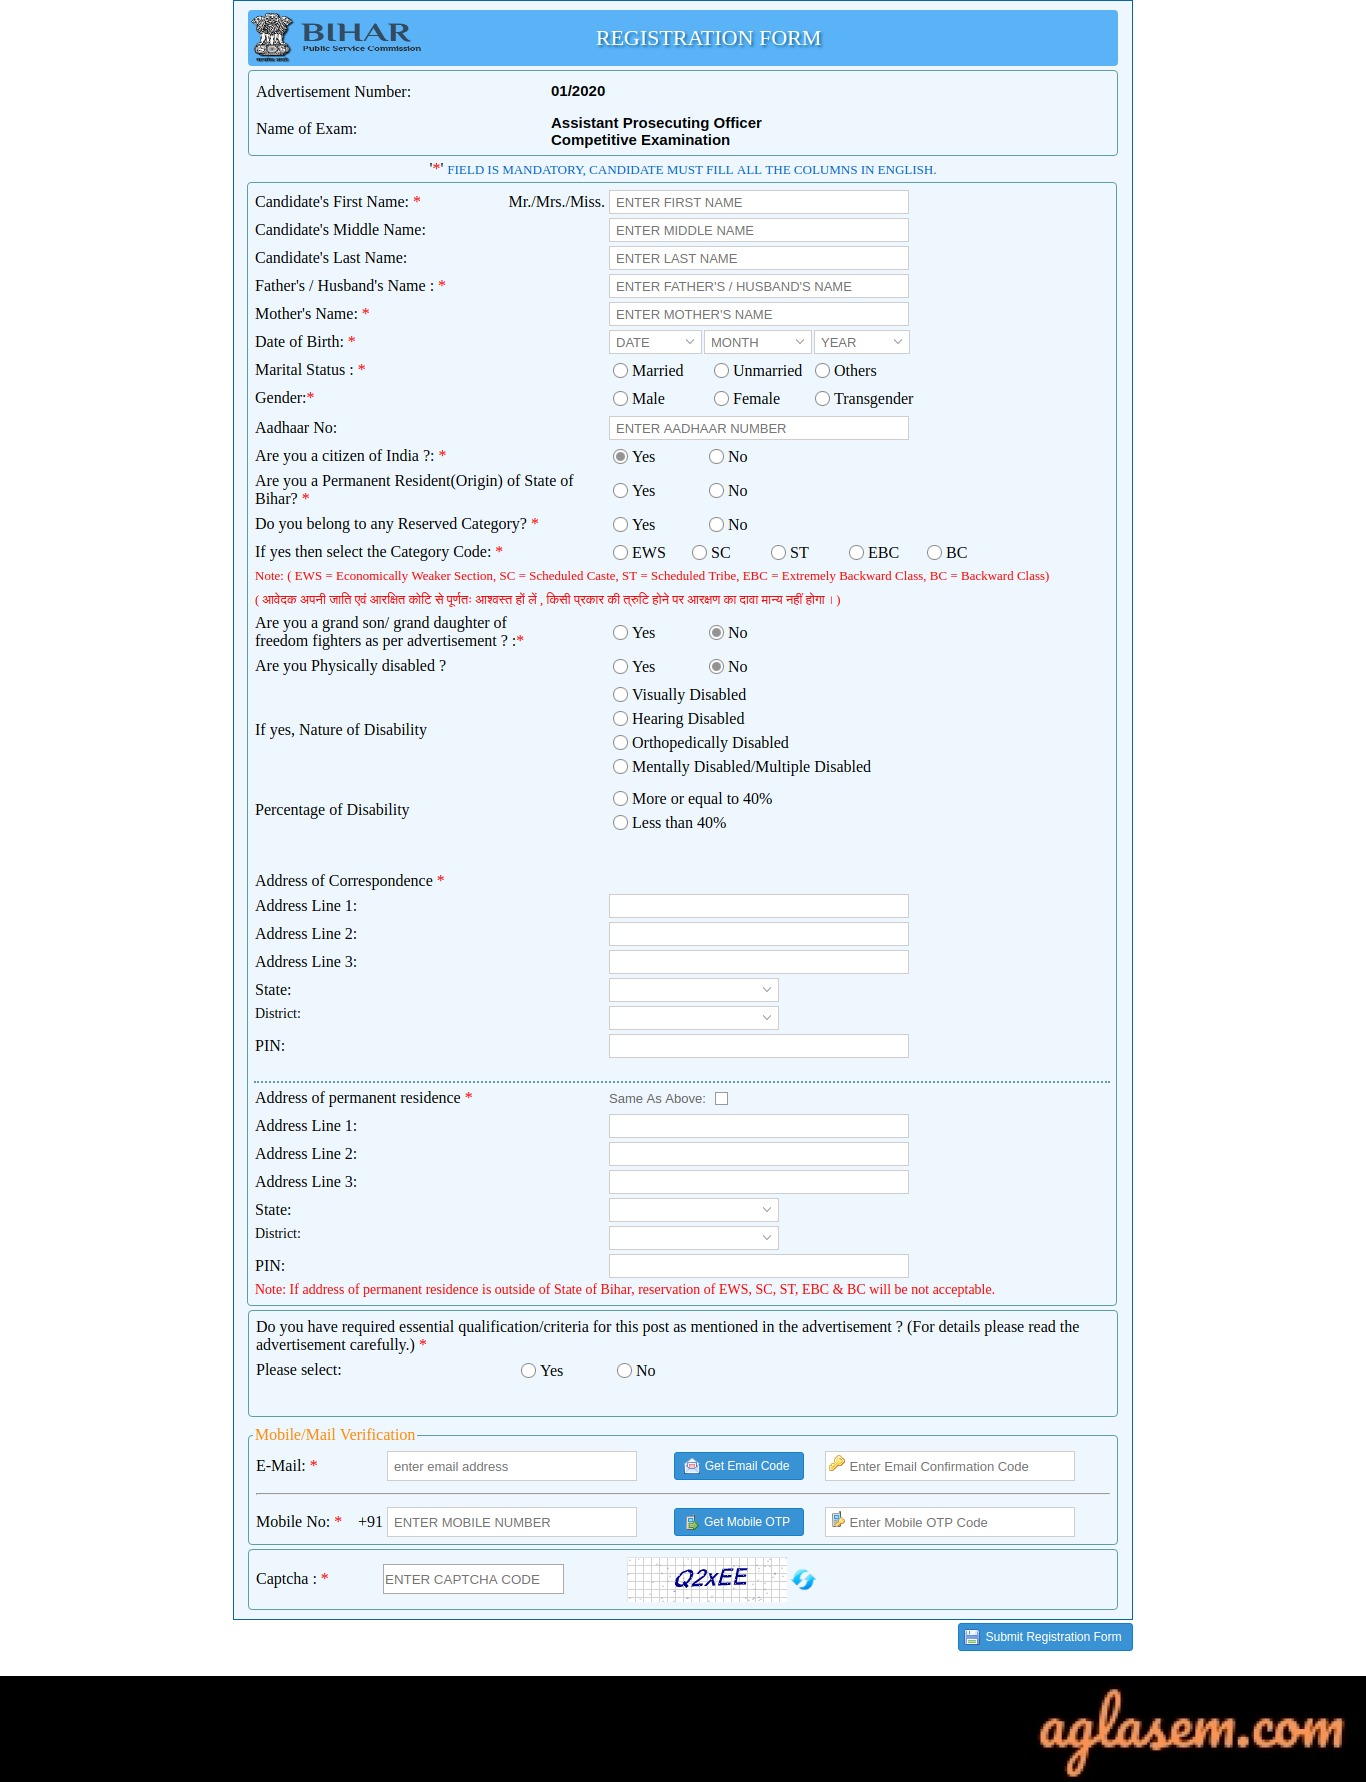 BIHAR
Public Service Commission
REGISTRATION FORM
Advertisement Number: 01/2020
Name of Exam: Assistant Prosecuting Officer
Competitive Examination
'*' FIELD IS MANDATORY, CANDIDATE MUST FILL ALL THE COLUMNS IN ENGLISH.
Candidate's First Name: * Mr./Mrs./Miss. ENTER FIRST NAME
Candidate's Middle Name: ENTER MIDDLE NAME
Candidate's Last Name: ENTER LAST NAME
Father's / Husband's Name : * ENTER FATHER'S / HUSBAND'S NAME
Mother's Name: * ENTER MOTHER'S NAME
Date of Birth: * DATE MONTH YEAR
Marital Status : * Married Unmarried Others
Gender:* Male Female Transgender
Aadhaar No: ENTER AADHAAR NUMBER
Are you a citizen of India ?: * Yes No
Are you a Permanent Resident(Origin) of State of
Bihar? * Yes No
Do you belong to any Reserved Category? * Yes No
If yes then select the Category Code: * EWS SC ST EBC BC
Note: ( EWS = Economically Weaker Section, SC = Scheduled Caste, ST = Scheduled Tribe, EBC = Extremely Backward Class, BC = Backward Class)
( आवेदक अपनी जाति एवं आरक्षित कोटि से पूर्णतः आश्वस्त हों लें , किसी प्रकार की त्रुटि होने पर आरक्षण का दावा मान्य नहीं होगा । )
Are you a grand son/ grand daughter of
freedom fighters as per advertisement ? :* Yes No
Are you Physically disabled ? Yes No
If yes, Nature of Disability
Visually Disabled
Hearing Disabled
Orthopedically Disabled
Mentally Disabled/Multiple Disabled
Percentage of Disability
More or equal to 40%
Less than 40%
Address of Correspondence *
Address Line 1:
Address Line 2:
Address Line 3:
State:
District:
PIN:
Address of permanent residence * Same As Above:
Address Line 1:
Address Line 2:
Address Line 3:
State:
District:
PIN:
Note: If address of permanent residence is outside of State of Bihar, reservation of EWS, SC, ST, EBC & BC will be not acceptable.
Do you have required essential qualification/criteria for this post as mentioned in the advertisement ? (For details please read the
advertisement carefully.) *
Please select: Yes No
Mobile/Mail Verification
E-Mail: * enter email address Get Email Code Enter Email Confirmation Code
Mobile No: * +91 ENTER MOBILE NUMBER Get Mobile OTP Enter Mobile OTP Code
Captcha : * ENTER CAPTCHA CODE Q2xEE
Submit Registration Form
aglasem.com